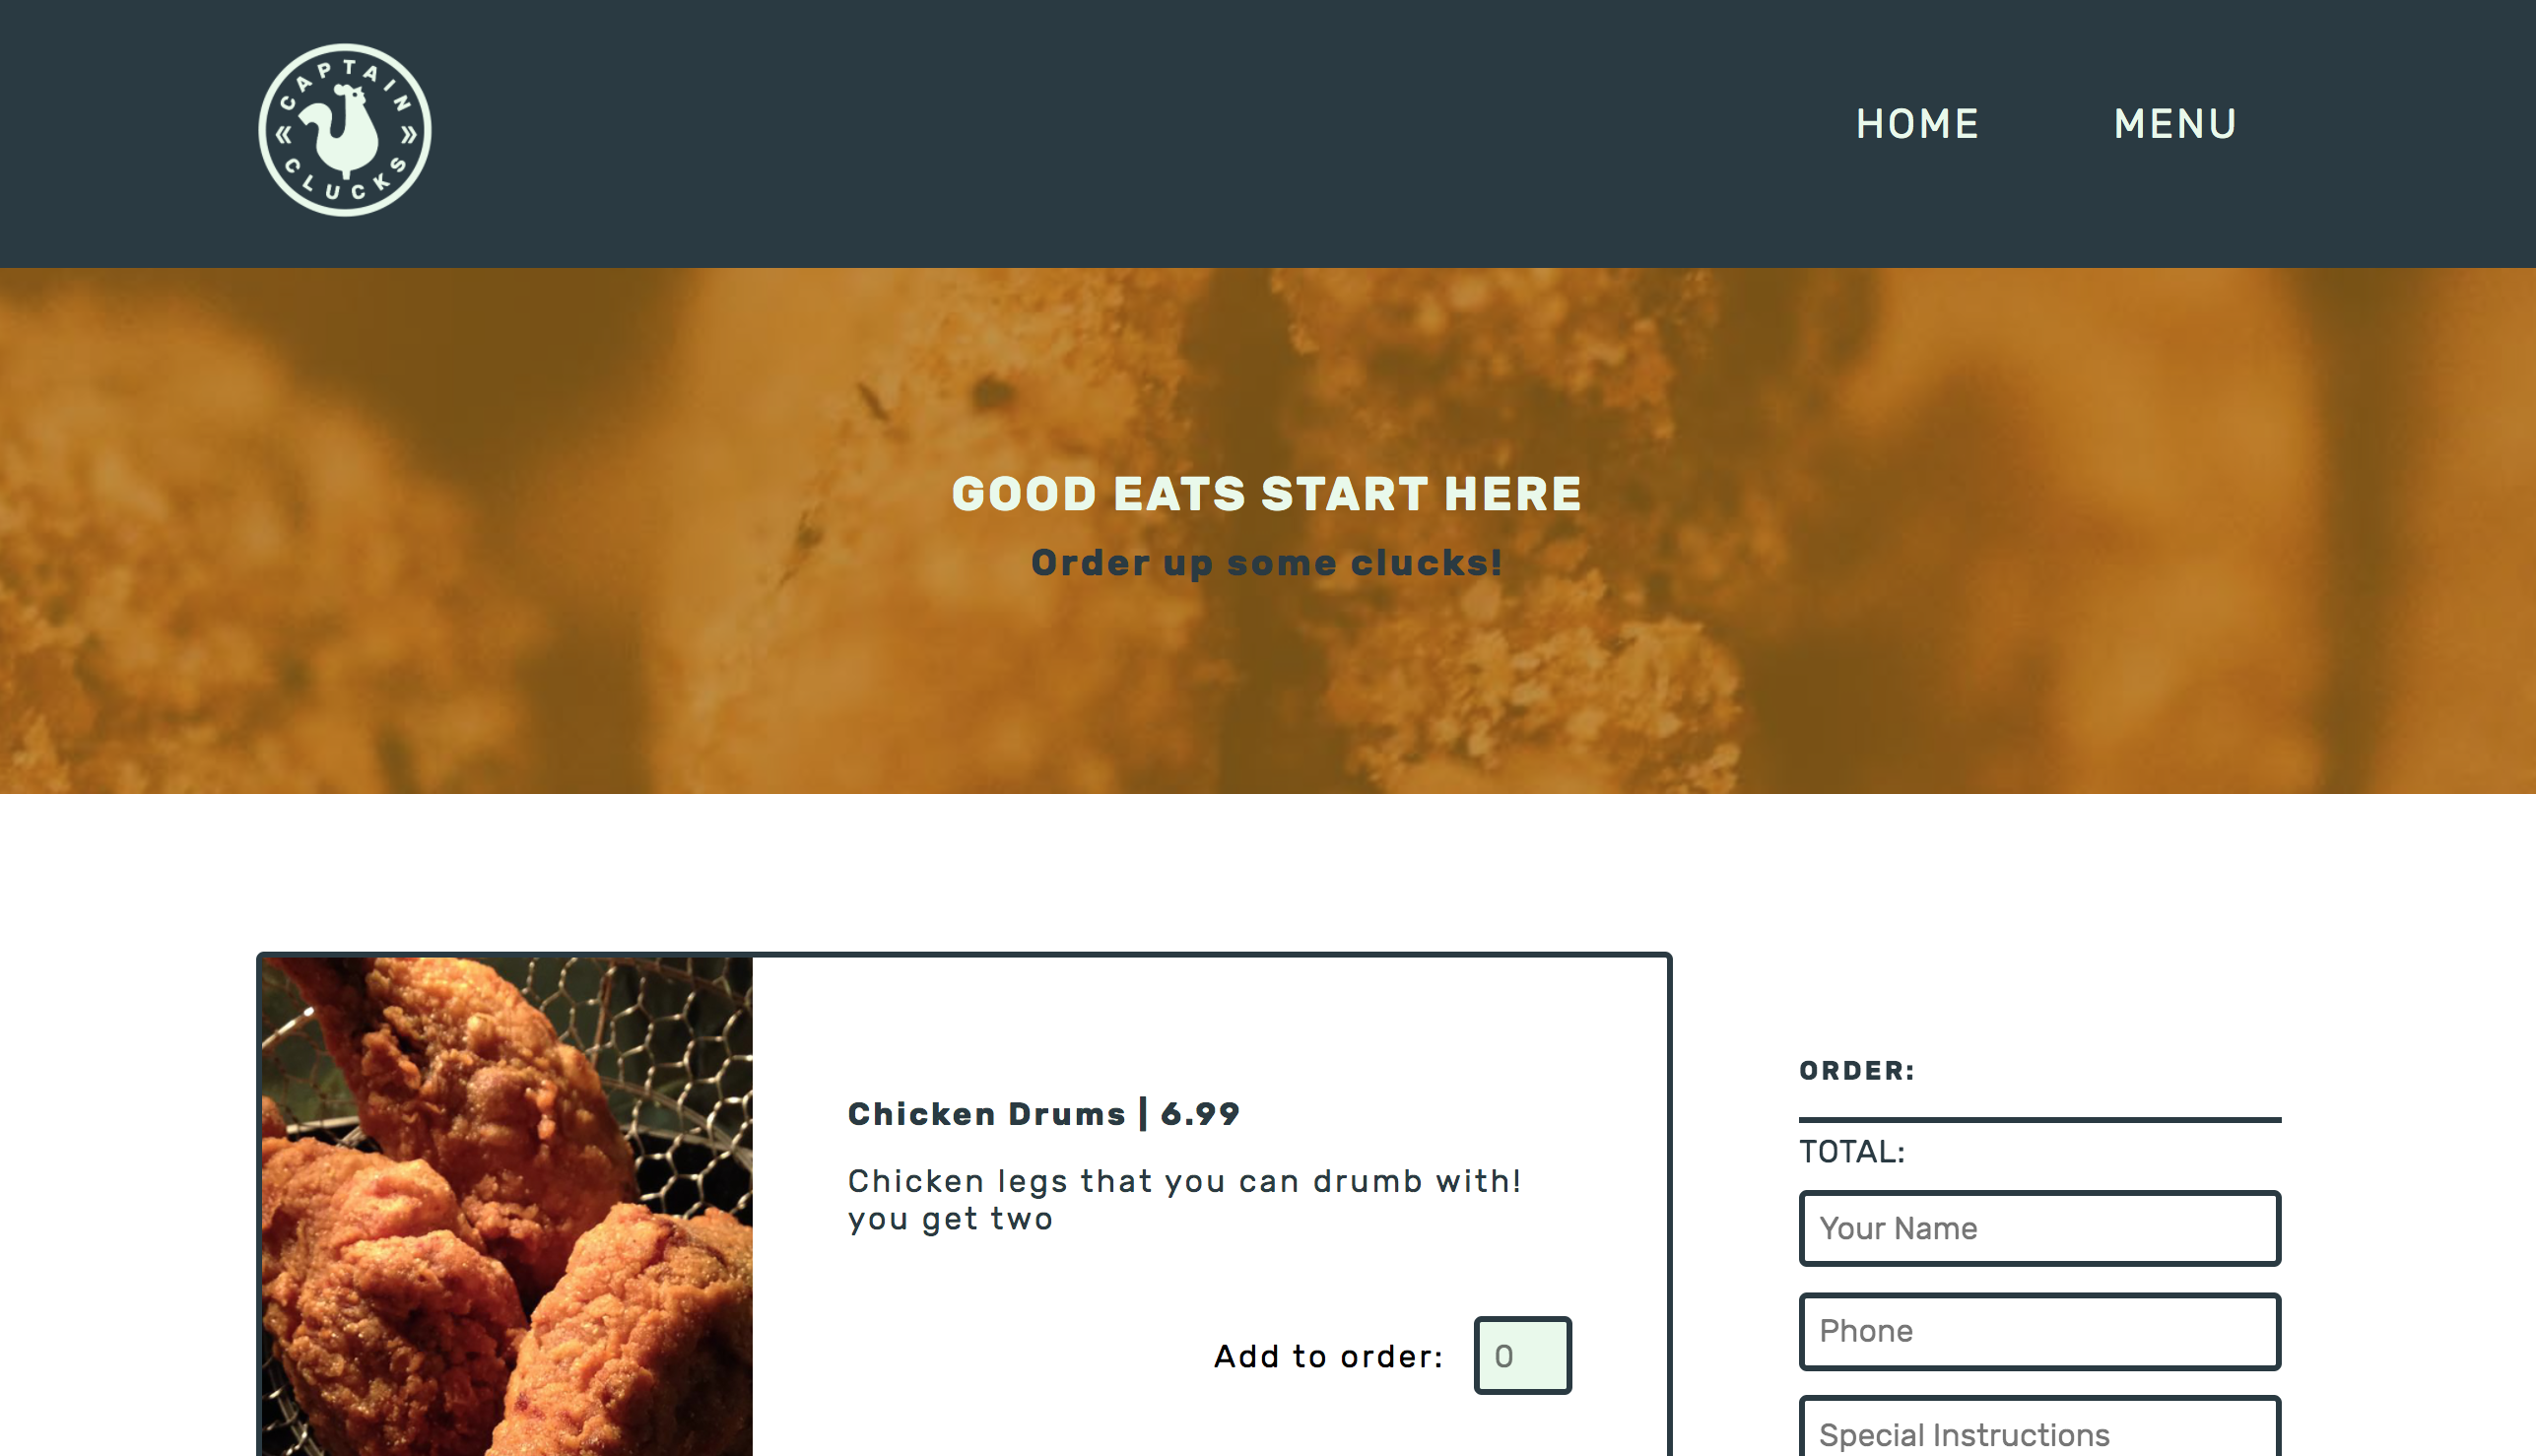 CAPTAIN
« »
CLUCKS
HOME MENU
GOOD EATS START HERE
Order up some clucks!
Chicken Drums | 6.99
Chicken legs that you can drumb with!
you get two
Add to order: 0
ORDER:
TOTAL:
Your Name
Phone
Special Instructions